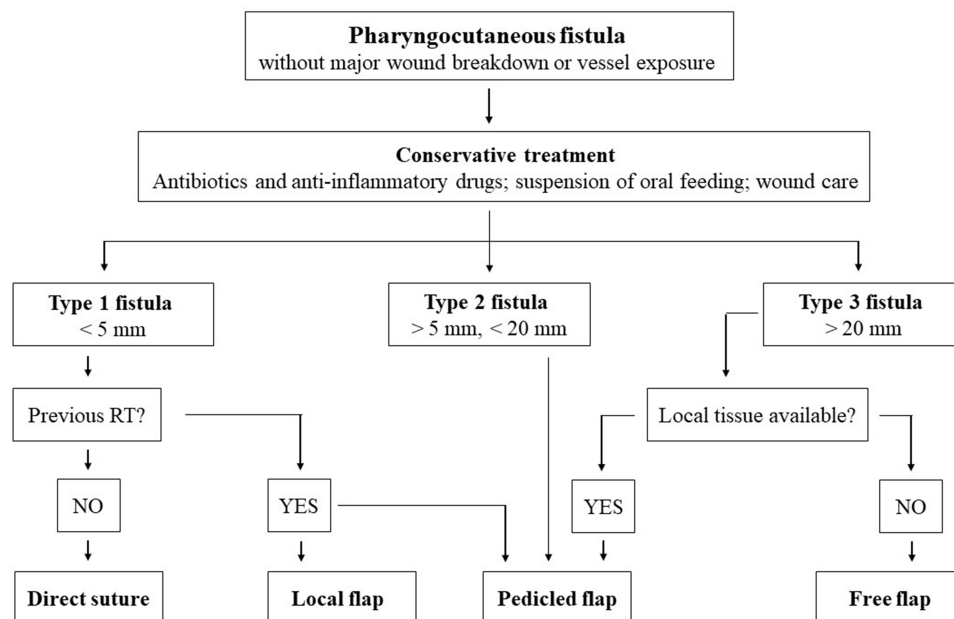 Pharyngocutaneous fistula
without major wound breakdown or vessel exposure
Conservative treatment
Antibiotics and anti-inflammatory drugs; suspension of oral feeding; wound care
Type 1 fistula
< 5 mm
Type 2 fistula
> 5 mm, < 20 mm
Type 3 fistula
> 20 mm
Previous RT?
Local tissue available?
NO
YES
YES
NO
Direct suture
Local flap
Pedicled flap
Free flap